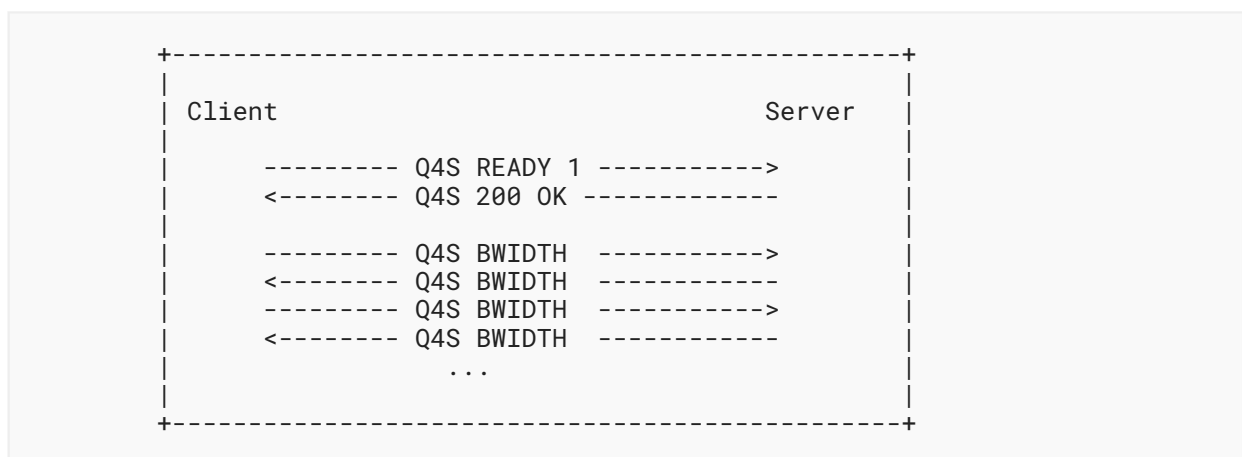 +------------------------------------------------+
|                                                |
| Client                                Server   |
|                                                |
|      --------- Q4S READY 1 ----------->        |
|      <-------- Q4S 200 OK -------------        |
|                                                |
|      --------- Q4S BWIDTH  ----------->        |
|      <-------- Q4S BWIDTH  ------------        |
|      --------- Q4S BWIDTH  ----------->        |
|      <-------- Q4S BWIDTH  ------------        |
|                  ...                           |
|                                                |
+------------------------------------------------+